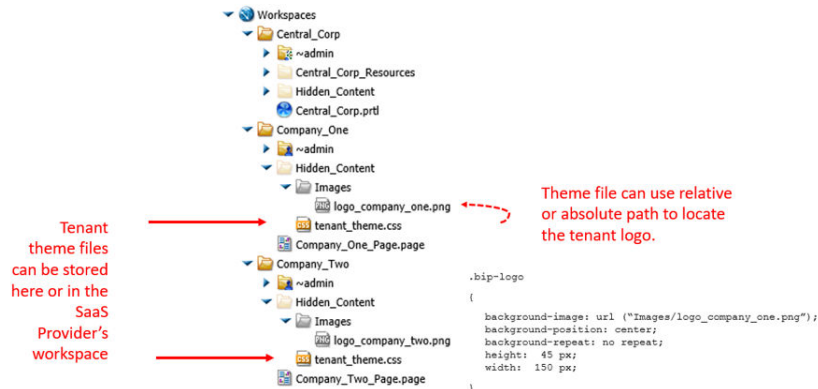 Workspaces
Central_Corp
~admin
Central_Corp_Resources
Hidden_Content
Central_Corp.prtl
Company_One
~admin
Hidden_Content
Images
logo_company_one.png
tenant_theme.css
Company_One_Page.page
Company_Two
~admin
Hidden_Content
Images
logo_company_two.png
tenant_theme.css
Company_Two_Page.page
Tenant
theme files
can be stored
here or in the
SaaS
Provider's
workspace
Theme file can use relative
or absolute path to locate
the tenant logo.
.bip-logo
{
background-image: url (“Images/logo_company_one.png”);
background-position: center;
background-repeat: no repeat;
height: 45 px;
width: 150 px;
}